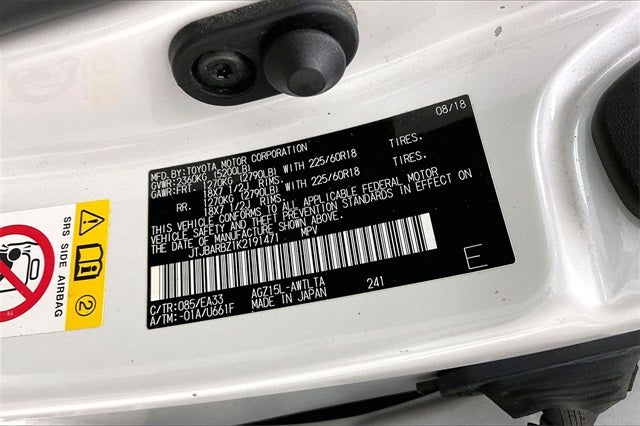 08/18
MFD.BY:TOYOTA MOTOR CORPORATION
GVWR:2360KG (5200LB)
GAWR:FRT. 1270KG (2790LB) WITH 225/60R18 TIRES.
18X7 1/2J RIMS.
RR. 1270KG (2790LB) WITH 225/60R18 TIRES.
18X7 1/2J RIMS.
THIS VEHICLE CONFORMS TO ALL APPLICABLE FEDERAL MOTOR
VEHICLE SAFETY AND THEFT PREVENTION STANDARDS IN EFFECT ON
THE DATE OF MANUFACTURE SHOWN ABOVE.
JTJBARBZ1K2191471 MPV
C/TR:085/EA33 AGZ15L-AWTLTA 241
A/TM:-01A/U661F MADE IN JAPAN
E
SRS SIDE AIRBAG
2